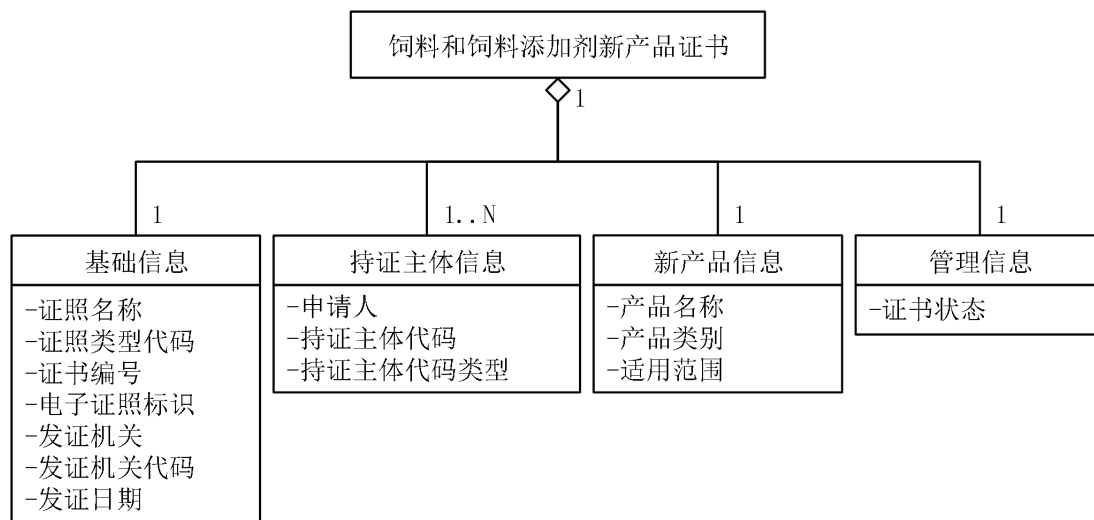 饲料和饲料添加剂新产品证书
1
1
1..N
1
1
基础信息
-证照名称
-证照类型代码
-证书编号
-电子证照标识
-发证机关
-发证机关代码
-发证日期
持证主体信息
-申请人
-持证主体代码
-持证主体代码类型
新产品信息
-产品名称
-产品类别
-适用范围
管理信息
-证书状态